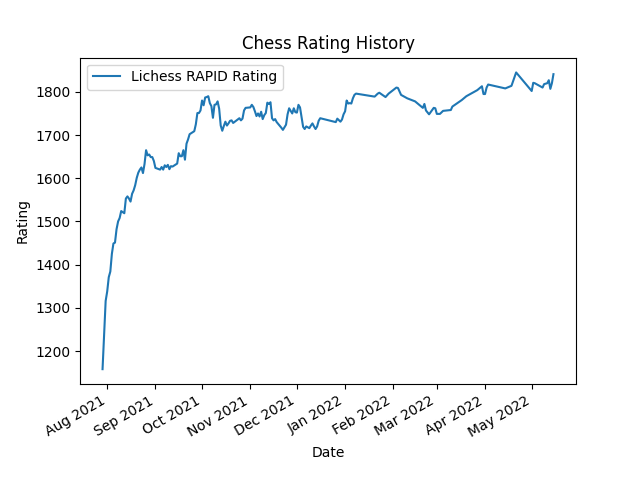 Chess Rating History
Lichess RAPID Rating
Rating
1800
1700
1600
1500
1400
1300
1200
Aug 2021
Sep 2021
Oct 2021
Nov 2021
Dec 2021
Jan 2022
Feb 2022
Mar 2022
Apr 2022
May 2022
Date